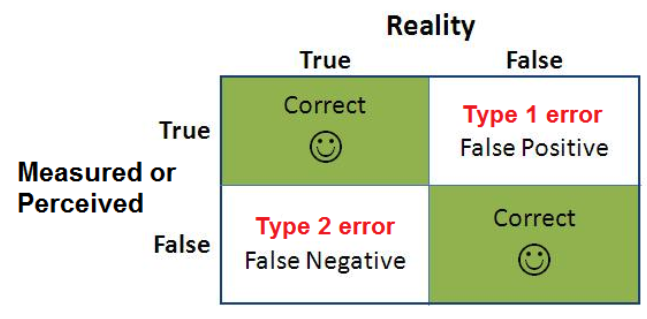 Reality
True False
Correct
Type 1 error
False Positive
True
Measured or
Perceived
False
Type 2 error
False Negative
Correct